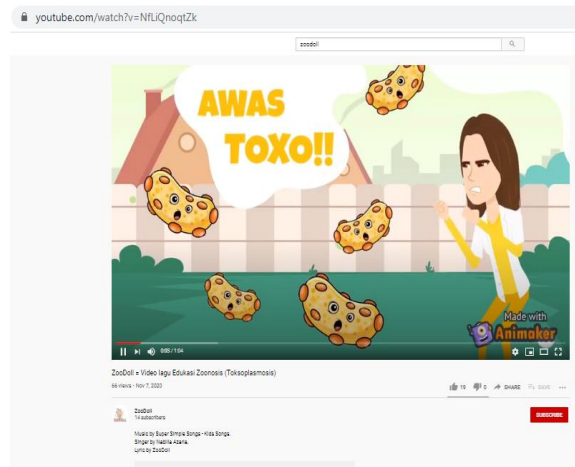 youtube.com/watch?v=NfLiQnoqtZk
zoodoll
AWAS
TOXO!!
Made with
Animaker
0:05 / 1:04
ZooDoll = Video lagu Edukasi Zoonosis (Toksoplasmosis)
66 views • Nov 7, 2020
15
0
SHARE
SAVE
ZooDoll
14 subscribers
SUBSCRIBE
Music by Super Simple Songs - Kids Songs.
Singer by Nabilla Azaria.
Lyric by ZooDoll